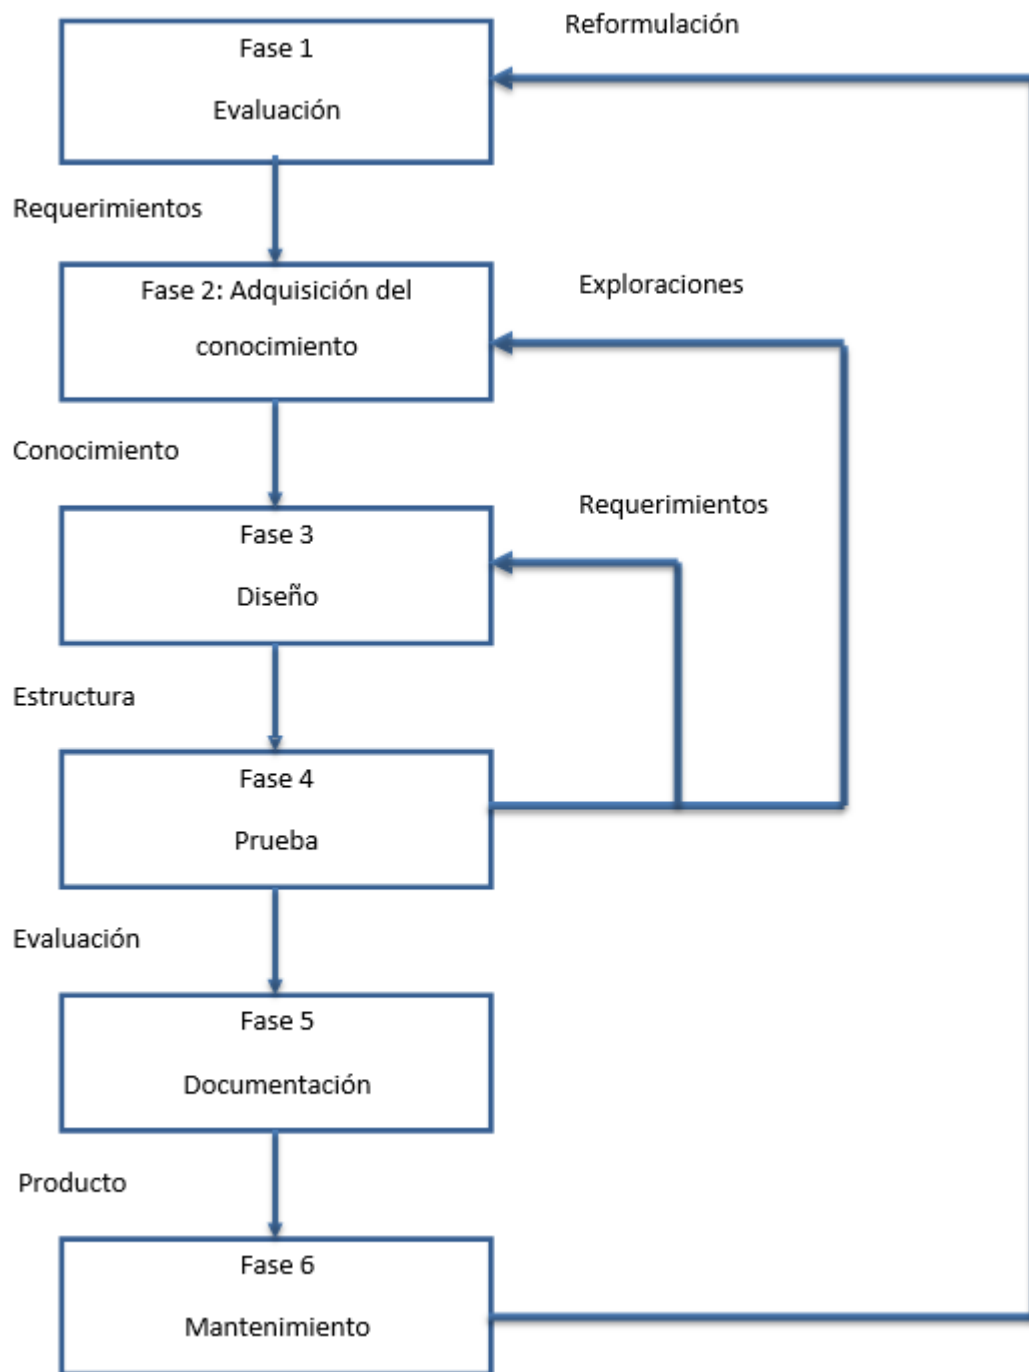 Reformulación
Fase 1
Evaluación
Requerimientos
Fase 2: Adquisición del
conocimiento
Exploraciones
Conocimiento
Requerimientos
Fase 3
Diseño
Estructura
Fase 4
Prueba
Evaluación
Fase 5
Documentación
Producto
Fase 6
Mantenimiento